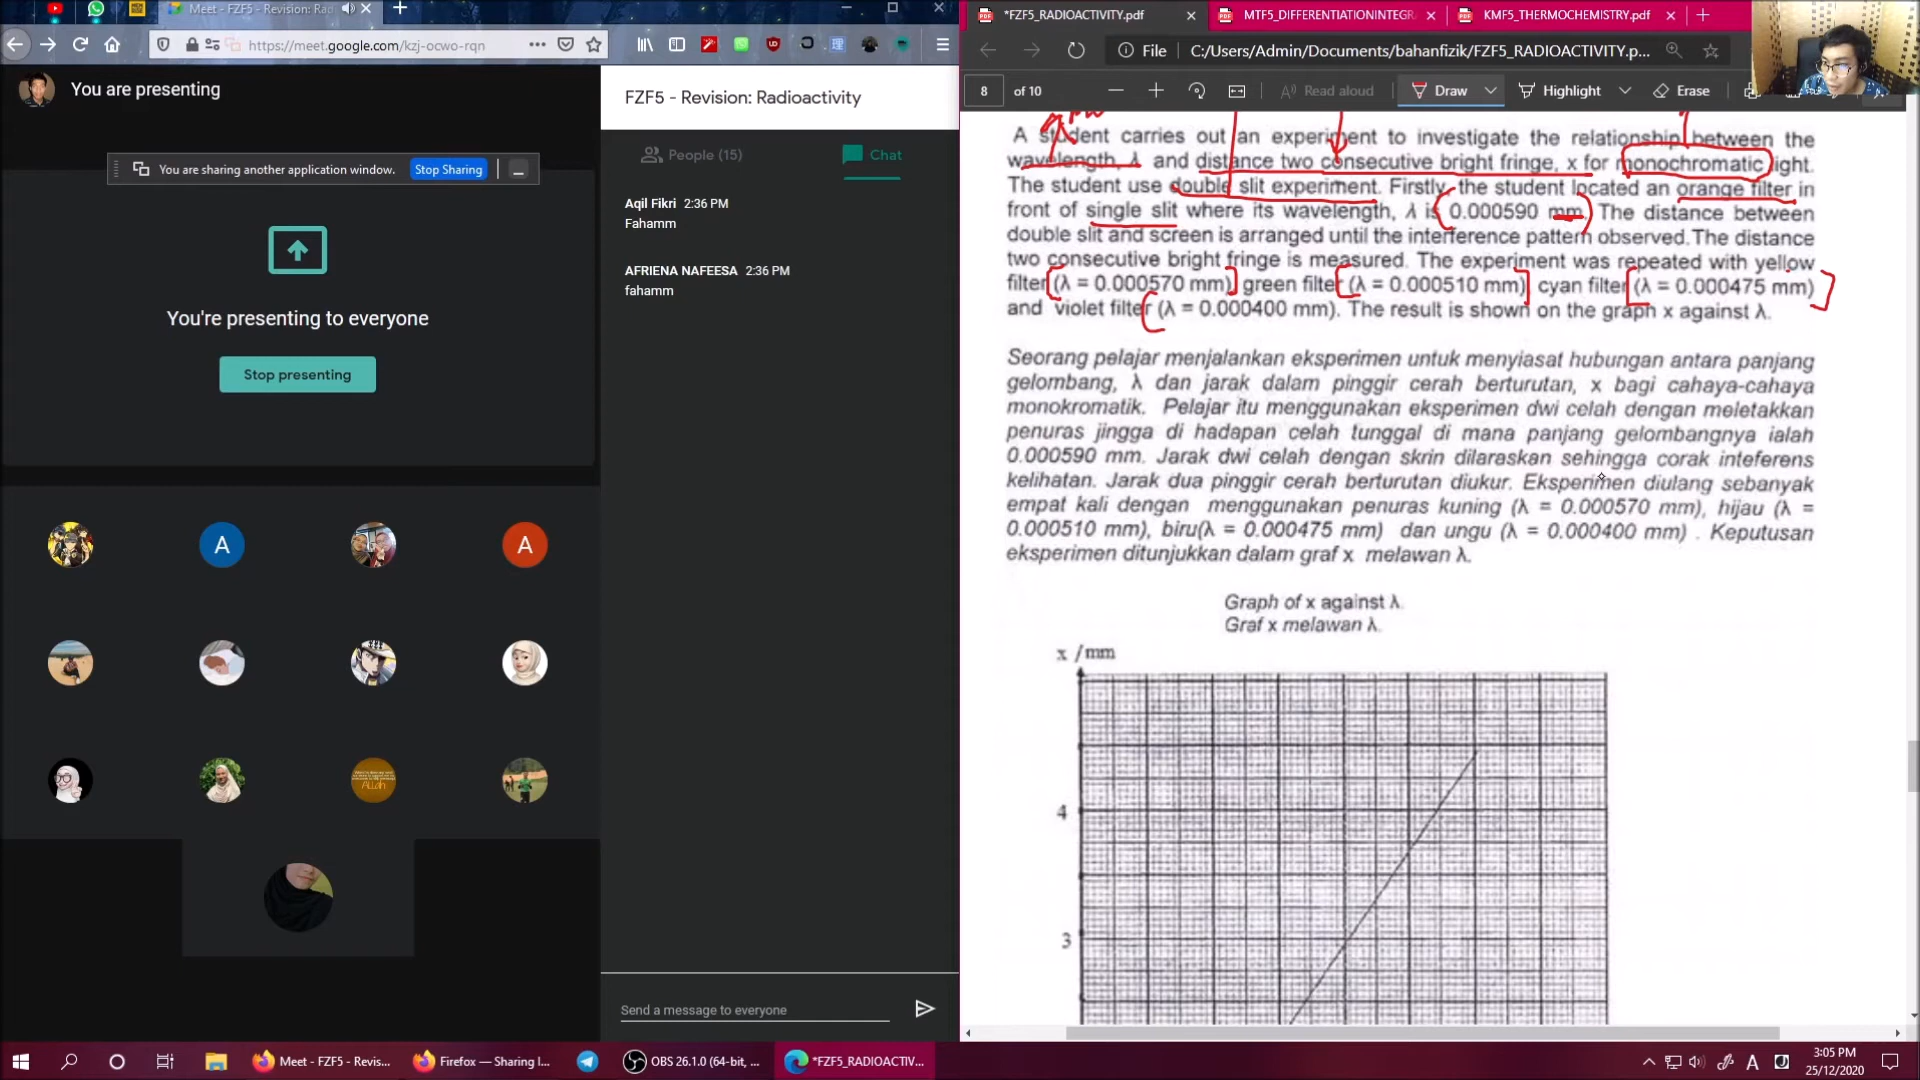 Meet - FZF5 - Revision: Rad
https://meet.google.com/kzj-ocwo-rqn
You are presenting
You are sharing another application window.
Stop Sharing
You're presenting to everyone
Stop presenting
A
A
FZF5 - Revision: Radioactivity
People (15)
Chat
Aqil Fikri 2:36 PM
Fahamm
AFRIENA NAFEESA 2:36 PM
fahamm
Send a message to everyone
*FZF5_RADIOACTIVITY.pdf
MTF5_DIFFERENTIATIONINTEGRA
KMF5_THERMOCHEMISTRY.pdf
File
C:/Users/Admin/Documents/bahanfizik/FZF5_RADIOACTIVITY.p...
8 of 10
Read aloud
Draw
Highlight
Erase
A student carries out an experiment to investigate the relationship between the
wavelength, λ and distance two consecutive bright fringe, x for monochromatic light.
The student use double slit experiment. Firstly, the student located an orange filter in
front of single slit where its wavelength, λ is 0.000590 mm. The distance between
double slit and screen is arranged until the interference pattern observed.The distance
two consecutive bright fringe is measured. The experiment was repeated with yellow
filter (λ = 0.000570 mm), green filter (λ = 0.000510 mm), cyan filter (λ = 0.000475 mm)
and violet filter (λ = 0.000400 mm). The result is shown on the graph x against λ.
Seorang pelajar menjalankan eksperimen untuk menyiasat hubungan antara panjang
gelombang, λ dan jarak dalam pinggir cerah berturutan, x bagi cahaya-cahaya
monokromatik. Pelajar itu menggunakan eksperimen dwi celah dengan meletakkan
penuras jingga di hadapan celah tunggal di mana panjang gelombangnya ialah
0.000590 mm. Jarak dwi celah dengan skrin dilaraskan sehingga corak inteferens
kelihatan. Jarak dua pinggir cerah berturutan diukur. Eksperimen diulang sebanyak
empat kali dengan menggunakan penuras kuning (λ = 0.000570 mm), hijau (λ =
0.000510 mm), biru(λ = 0.000475 mm) dan ungu (λ = 0.000400 mm) . Keputusan
eksperimen ditunjukkan dalam graf x melawan λ.
Graph of x against λ.
Graf x melawan λ.
x /mm
4
3
Meet - FZF5 - Revis...
Firefox — Sharing I...
OBS 26.1.0 (64-bit, ...
*FZF5_RADIOACTIV...
A
3:05 PM
25/12/2020